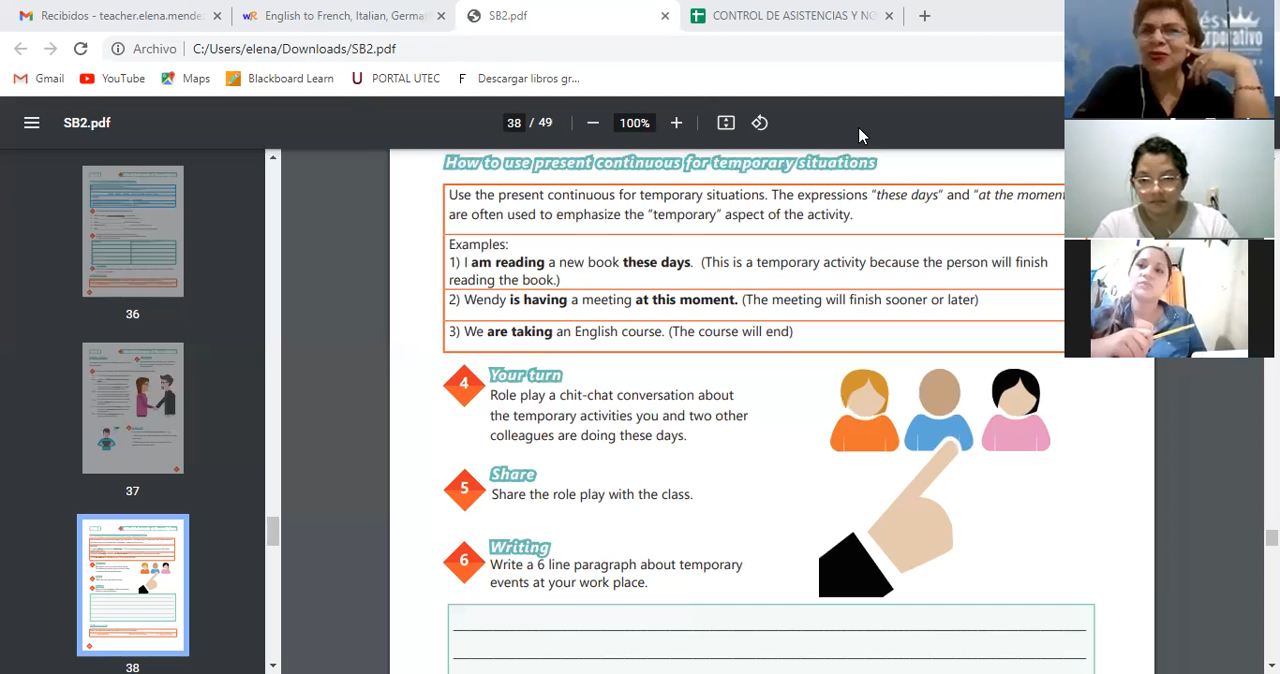 Recibidos - teacher.elena.mende
English to French, Italian, German
SB2.pdf
CONTROL DE ASISTENCIAS Y NO
Archivo
C:/Users/elena/Downloads/SB2.pdf
Gmail
YouTube
Maps
Blackboard Learn
U PORTAL UTEC
F Descargar libros gr...
SB2.pdf
38 / 49
100%
36
37
38
How to use present continuous for temporary situations
Use the present continuous for temporary situations. The expressions "these days" and "at the moment
are often used to emphasize the "temporary" aspect of the activity.
Examples:
1) I am reading a new book these days. (This is a temporary activity because the person will finish
reading the book.)
2) Wendy is having a meeting at this moment. (The meeting will finish sooner or later)
3) We are taking an English course. (The course will end)
4 Your turn
Role play a chit-chat conversation about
the temporary activities you and two other
colleagues are doing these days.
5 Share
Share the role play with the class.
6 Writing
Write a 6 line paragraph about temporary
events at your work place.